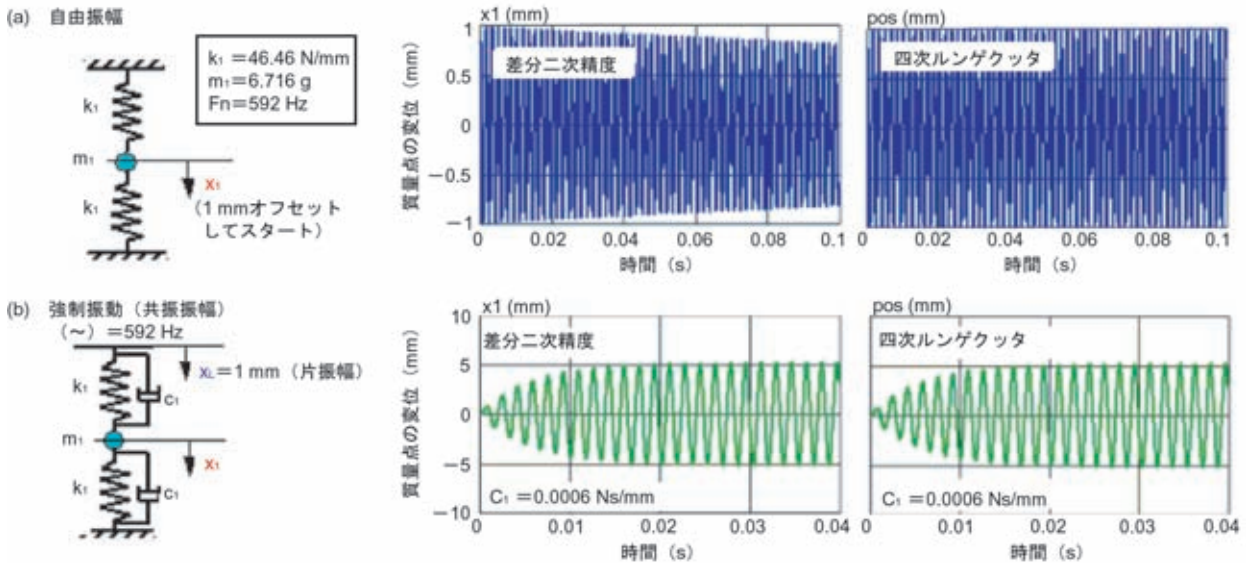 (a) 自由振幅
k₁ =46.46 N/mm
m₁=6.716 g
Fn=592 Hz
k₁
m₁
x₁
k₁
（1 mmオフセット
してスタート）
x1 (mm)
差分二次精度
質量点の変位（mm）
1
0.5
0
−0.5
−1
0 0.02 0.04 0.06 0.08 0.1
時間（s）
pos (mm)
四次ルンゲクッタ
0 0.02 0.04 0.06 0.08 0.1
時間（s）
(b) 強制振動（共振振幅）
（〜）＝592 Hz
xL＝1 mm（片振幅）
k₁
C₁
m₁
x₁
k₁
C₁
x1 (mm)
差分二次精度
質量点の変位（mm）
10
5
0
−5
−10
C₁ ＝0.0006 Ns/mm
0 0.01 0.02 0.03 0.04
時間（s）
pos (mm)
四次ルンゲクッタ
C₁ ＝0.0006 Ns/mm
0 0.01 0.02 0.03 0.04
時間（s）